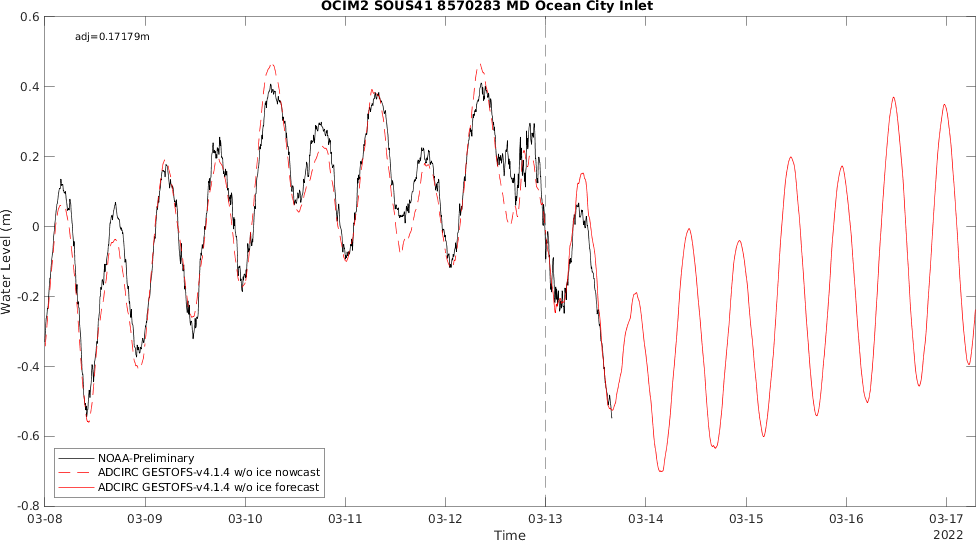 OCIM2 SOUS41 8570283 MD Ocean City Inlet
adj=0.17179m
0.6
0.4
0.2
0
-0.2
-0.4
-0.6
-0.8
Water Level (m)
NOAA-Preliminary
ADCIRC GESTOFS-v4.1.4 w/o ice nowcast
ADCIRC GESTOFS-v4.1.4 w/o ice forecast
03-08 03-09 03-10 03-11 03-12 03-13 03-14 03-15 03-16 03-17
Time
2022